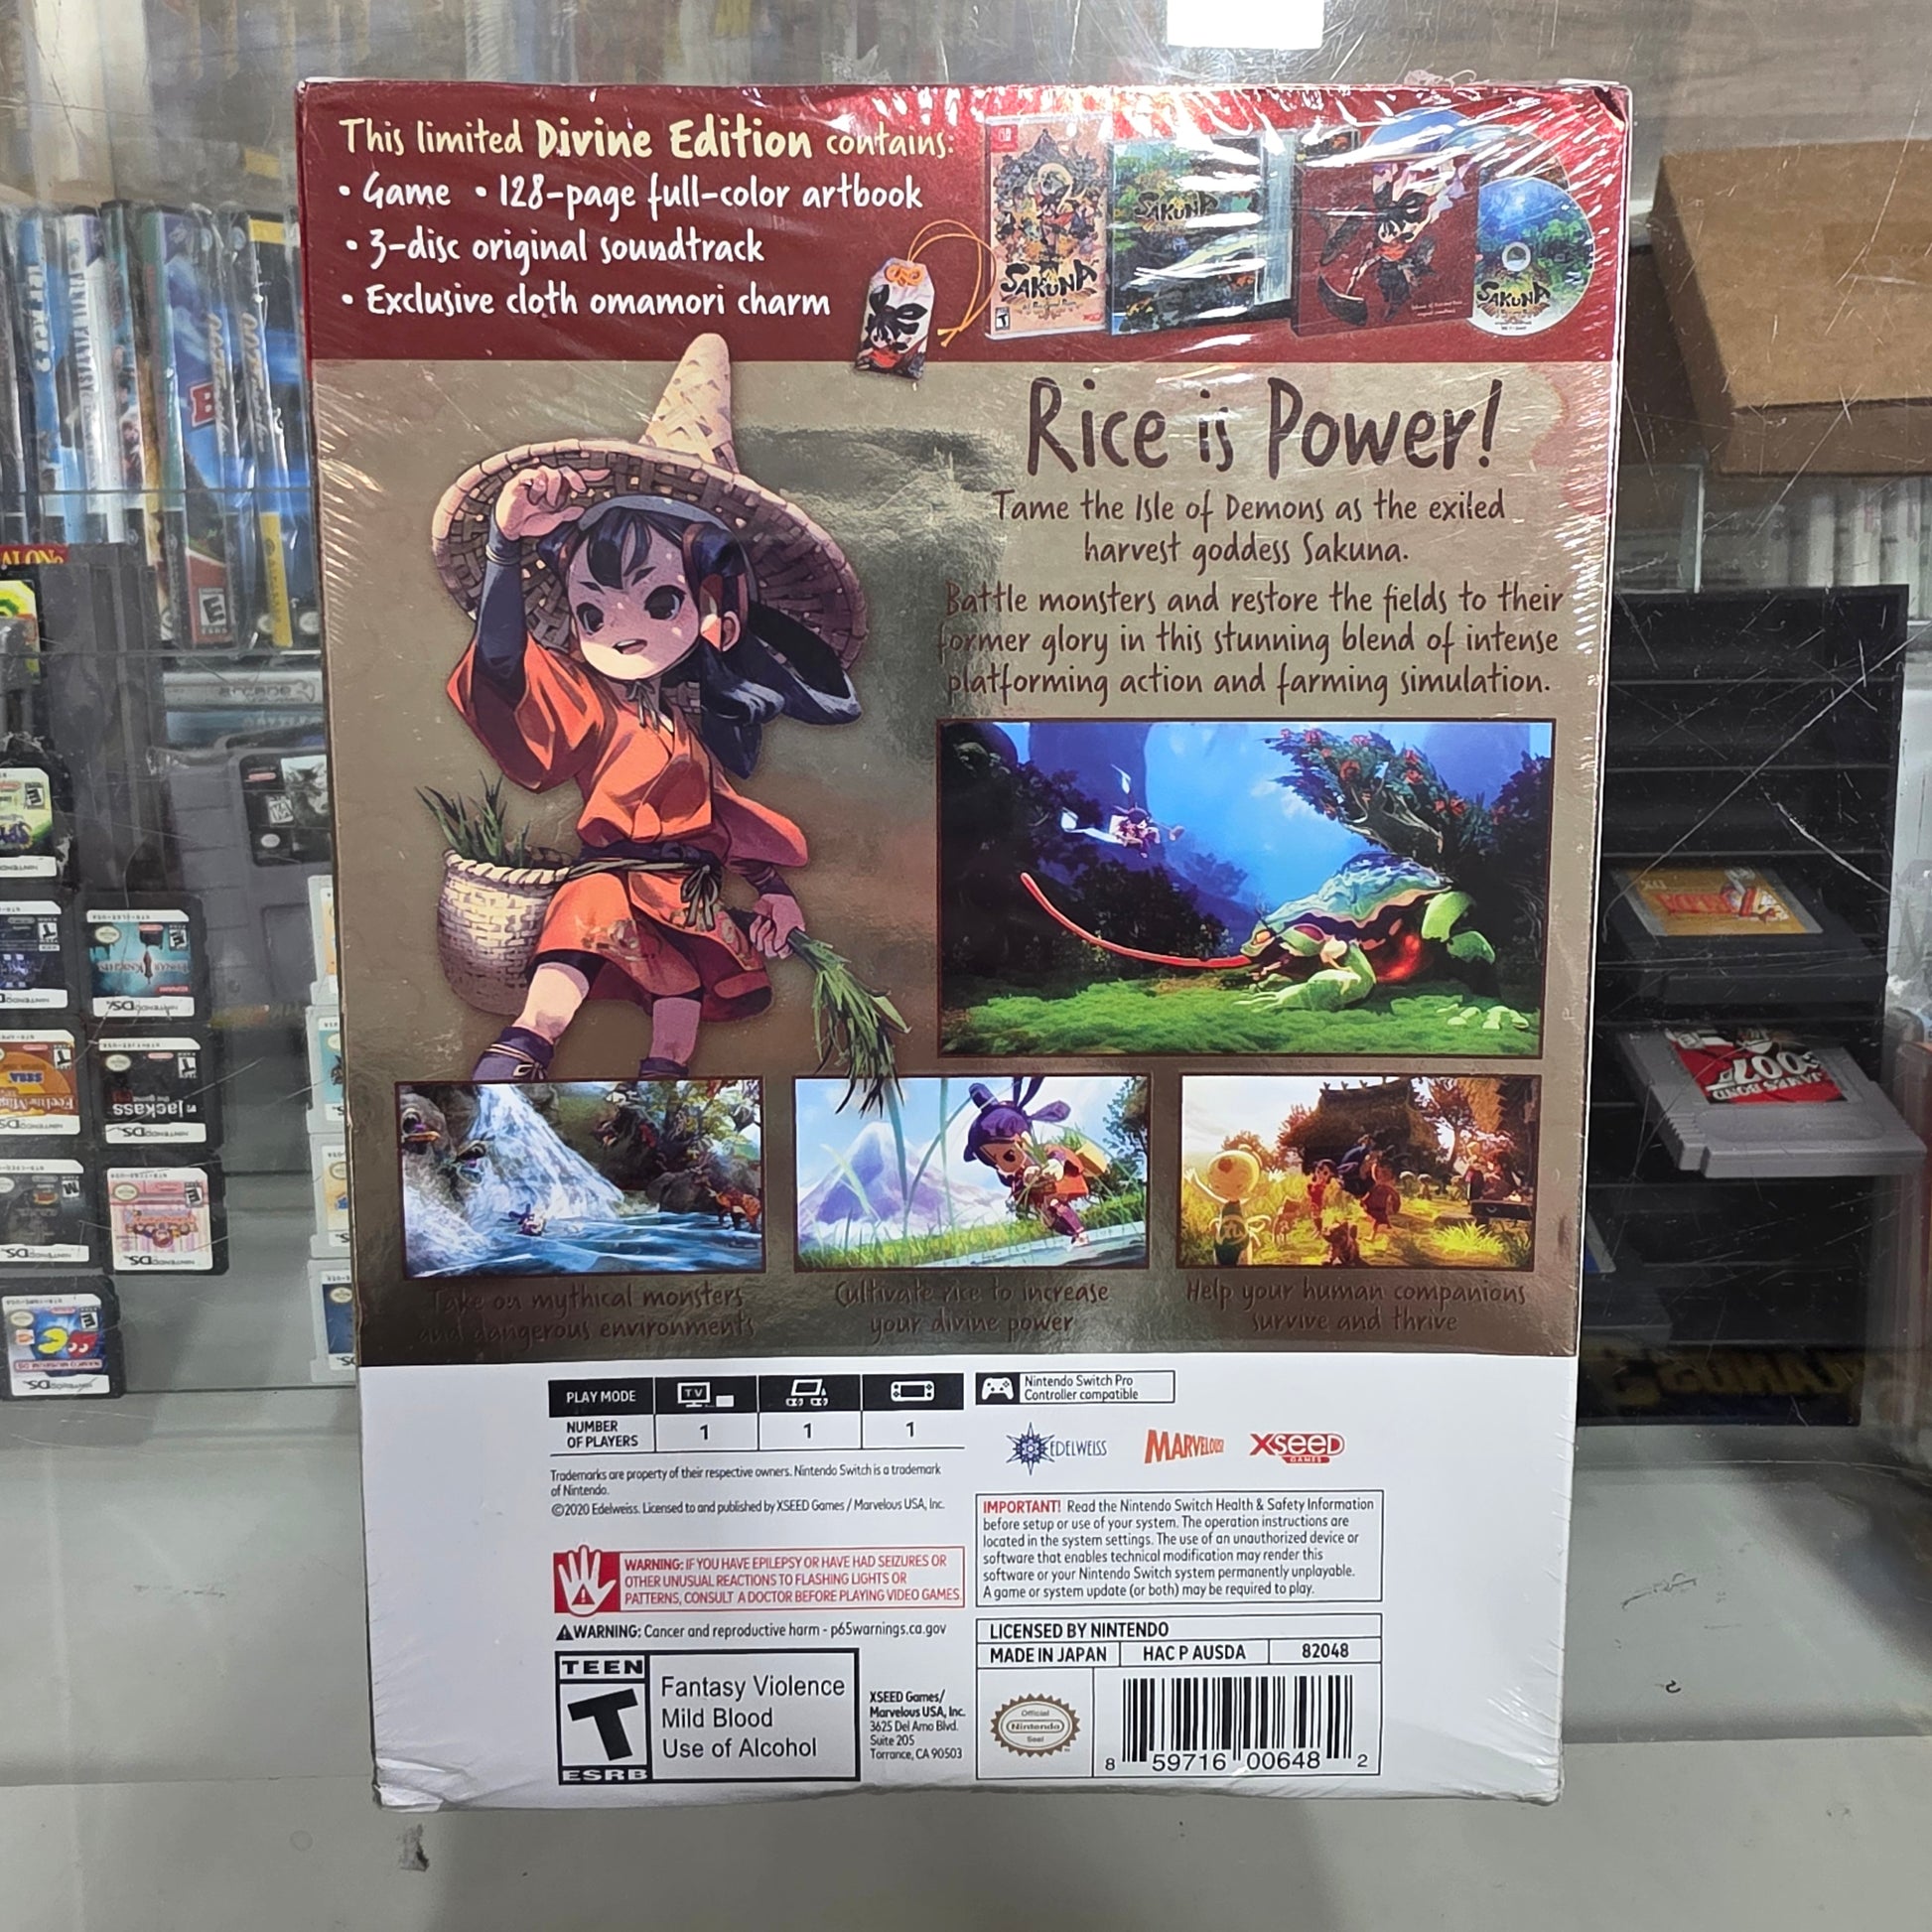 This limited Divine Edition contains:
• Game • 128-page full-color artbook
• 3-disc original soundtrack
• Exclusive cloth omamori charm
SAKUNA
SAKUNA
SAKUNA
Rice is Power!
Tame the Isle of Demons as the exiled
harvest goddess Sakuna.
Battle monsters and restore the fields to their
former glory in this stunning blend of intense
platforming action and farming simulation.
Take on mythical monsters
and dangerous environments
Cultivate rice to increase
your divine power
Help your human companions
survive and thrive
PLAY MODE
TV
NUMBER
OF PLAYERS
1
1
1
Nintendo Switch Pro
Controller compatible
EDELWEISS
MARVELOUS!
XSEED
GAMES
Trademarks are property of their respective owners. Nintendo Switch is a trademark
of Nintendo.
©2020 Edelweiss. Licensed to and published by XSEED Games / Marvelous USA, Inc.
WARNING: IF YOU HAVE EPILEPSY OR HAVE HAD SEIZURES OR
OTHER UNUSUAL REACTIONS TO FLASHING LIGHTS OR
PATTERNS, CONSULT A DOCTOR BEFORE PLAYING VIDEO GAMES.
WARNING: Cancer and reproductive harm - p65warnings.ca.gov
IMPORTANT! Read the Nintendo Switch Health & Safety Information
before setup or use of your system. The operation instructions are
located in the system settings. The use of an unauthorized device or
software that enables technical modification may render this
software or your Nintendo Switch system permanently unplayable.
A game or system update (or both) may be required to play.
TEEN
T
ESRB
Fantasy Violence
Mild Blood
Use of Alcohol
XSEED Games/
Marvelous USA, Inc.
3625 Del Amo Blvd.
Suite 205
Torrance, CA 90503
LICENSED BY NINTENDO
MADE IN JAPAN
HAC P AUSDA
82048
Official
Nintendo
Seal
8 59716 00648 2
jackass
NINTENDO DS
SEGA
JAMES BOND
007